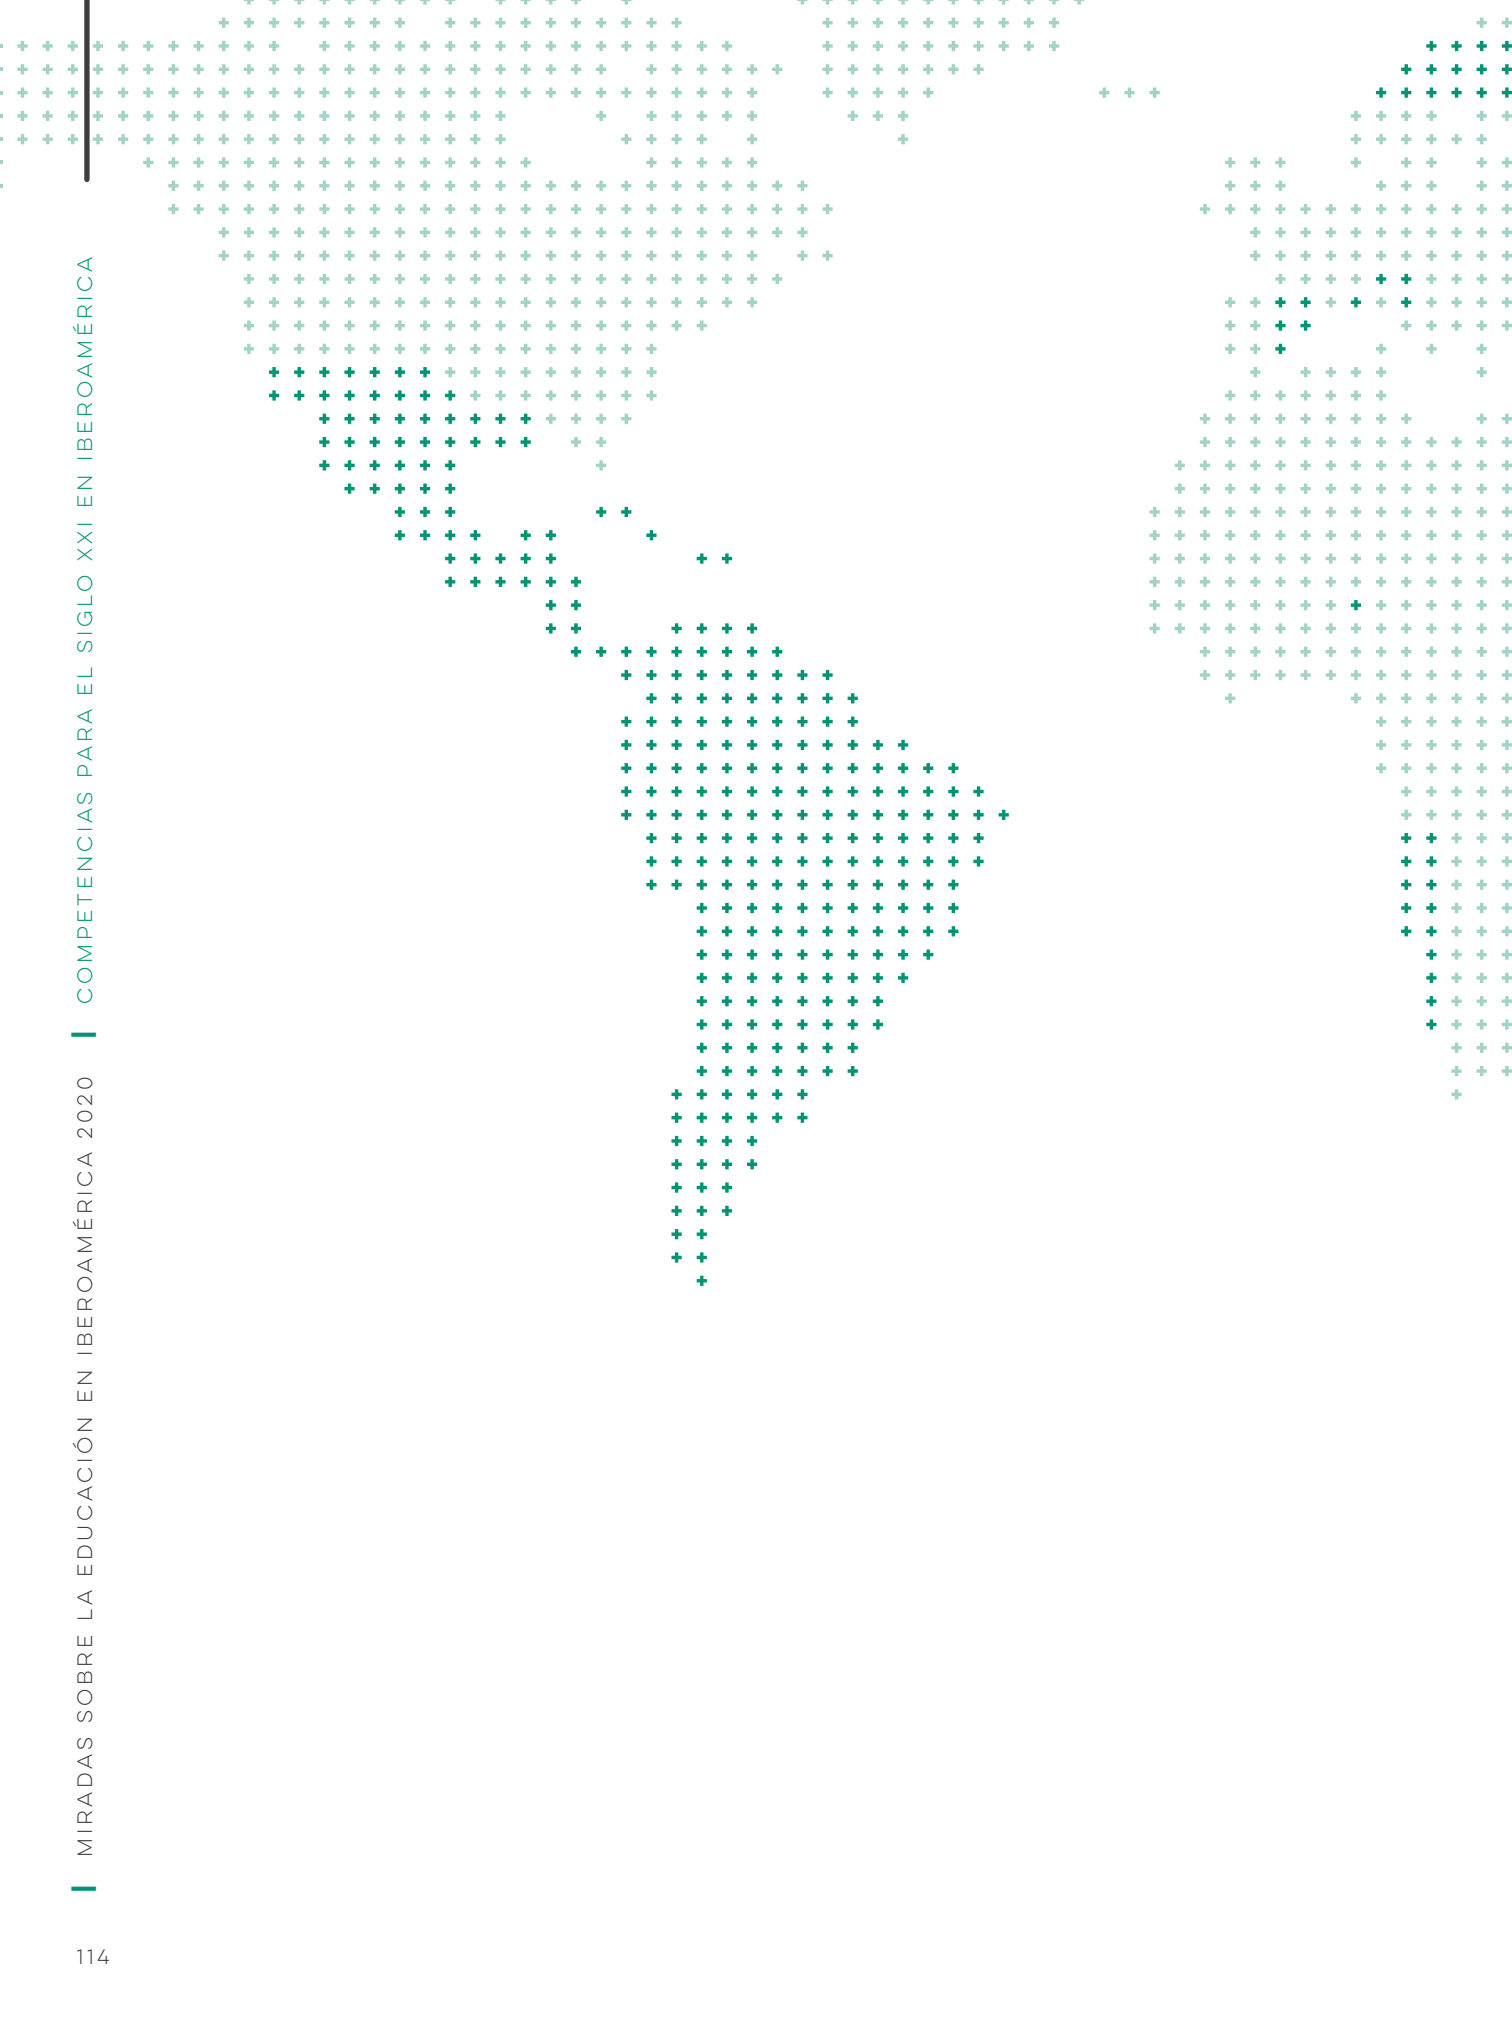 MIRADAS SOBRE LA EDUCACIÓN EN IBEROAMÉRICA 2020 | COMPETENCIAS PARA EL SIGLO XXI EN IBEROAMÉRICA
114